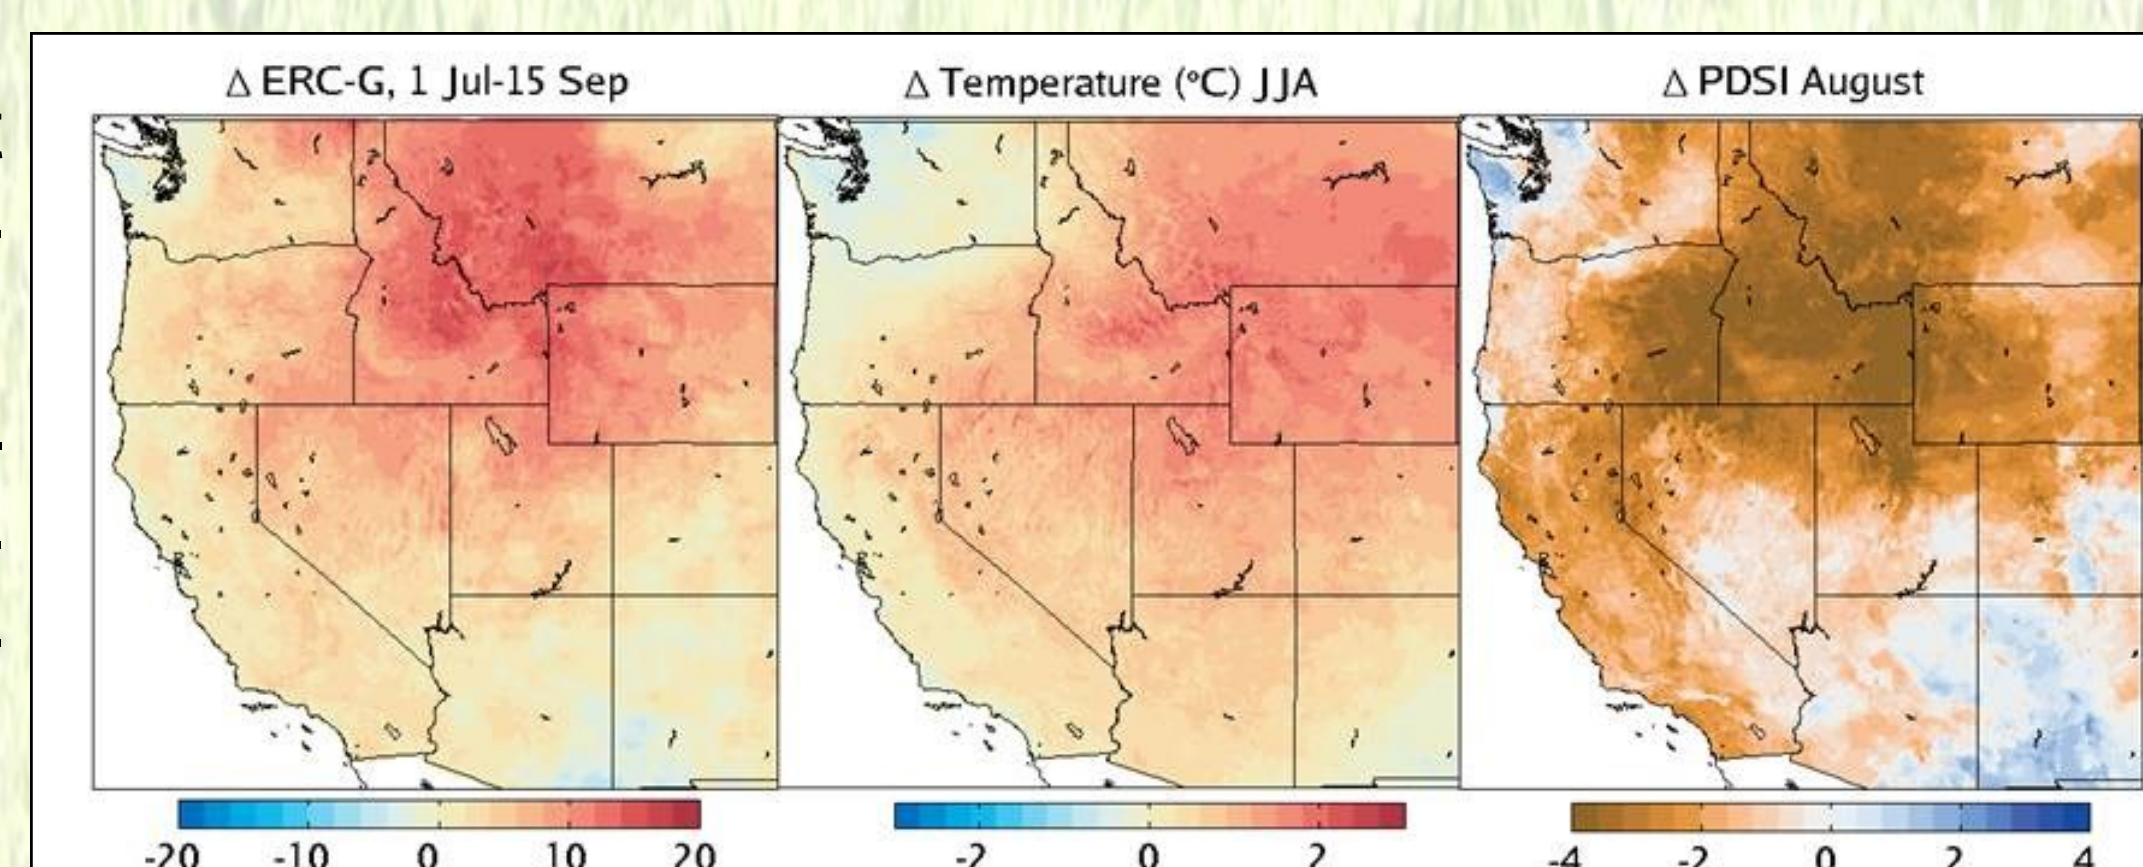 Δ ERC-G, 1 Jul-15 Sep
Δ Temperature (°C) JJA
Δ PDSI August
-20 -10 0 10 20
-2 0 2
-4 -2 0 2 4